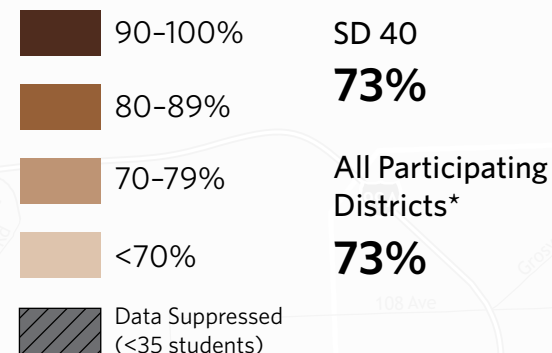 90–100%
80–89%
70–79%
<70%
Data Suppressed
(<35 students)
SD 40
73%
All Participating
Districts*
73%
108 Ave